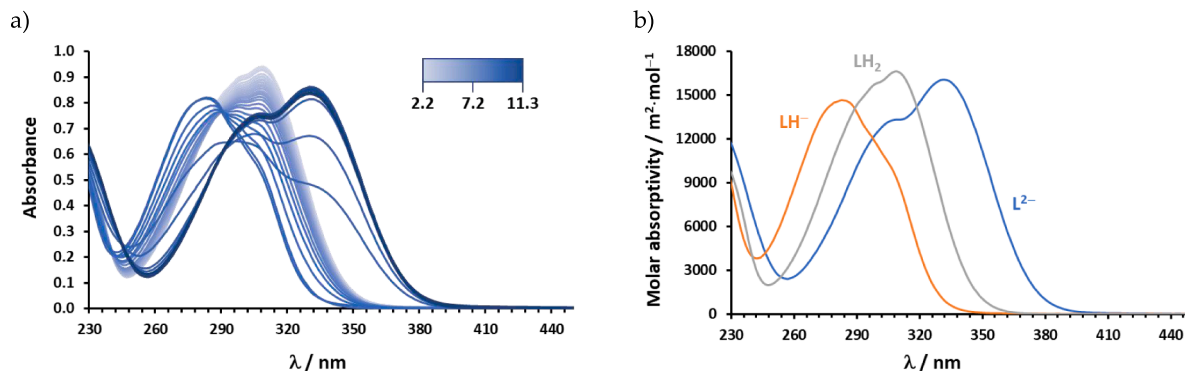 a)
Absorbance
1.0
0.9
0.8
0.7
0.6
0.5
0.4
0.3
0.2
0.1
0.0
230 260 290 320 350 380 410 440
λ / nm
2.2 7.2 11.3
b)
Molar absorptivity / m²·mol⁻¹
18000
15000
12000
9000
6000
3000
0
230 260 290 320 350 380 410 440
λ / nm
LH₂
LH⁻
L²⁻